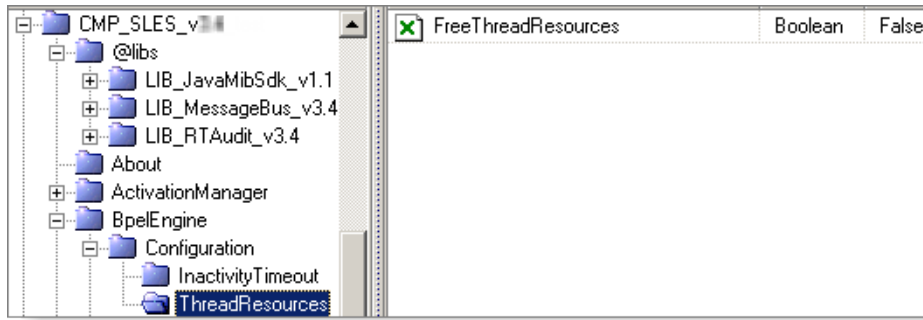 CMP_SLES_v
@libs
LIB_JavaMibSdk_v1.1
LIB_MessageBus_v3.4
LIB_RTAudit_v3.4
About
ActivationManager
BpelEngine
Configuration
InactivityTimeout
ThreadResources
FreeThreadResources Boolean False